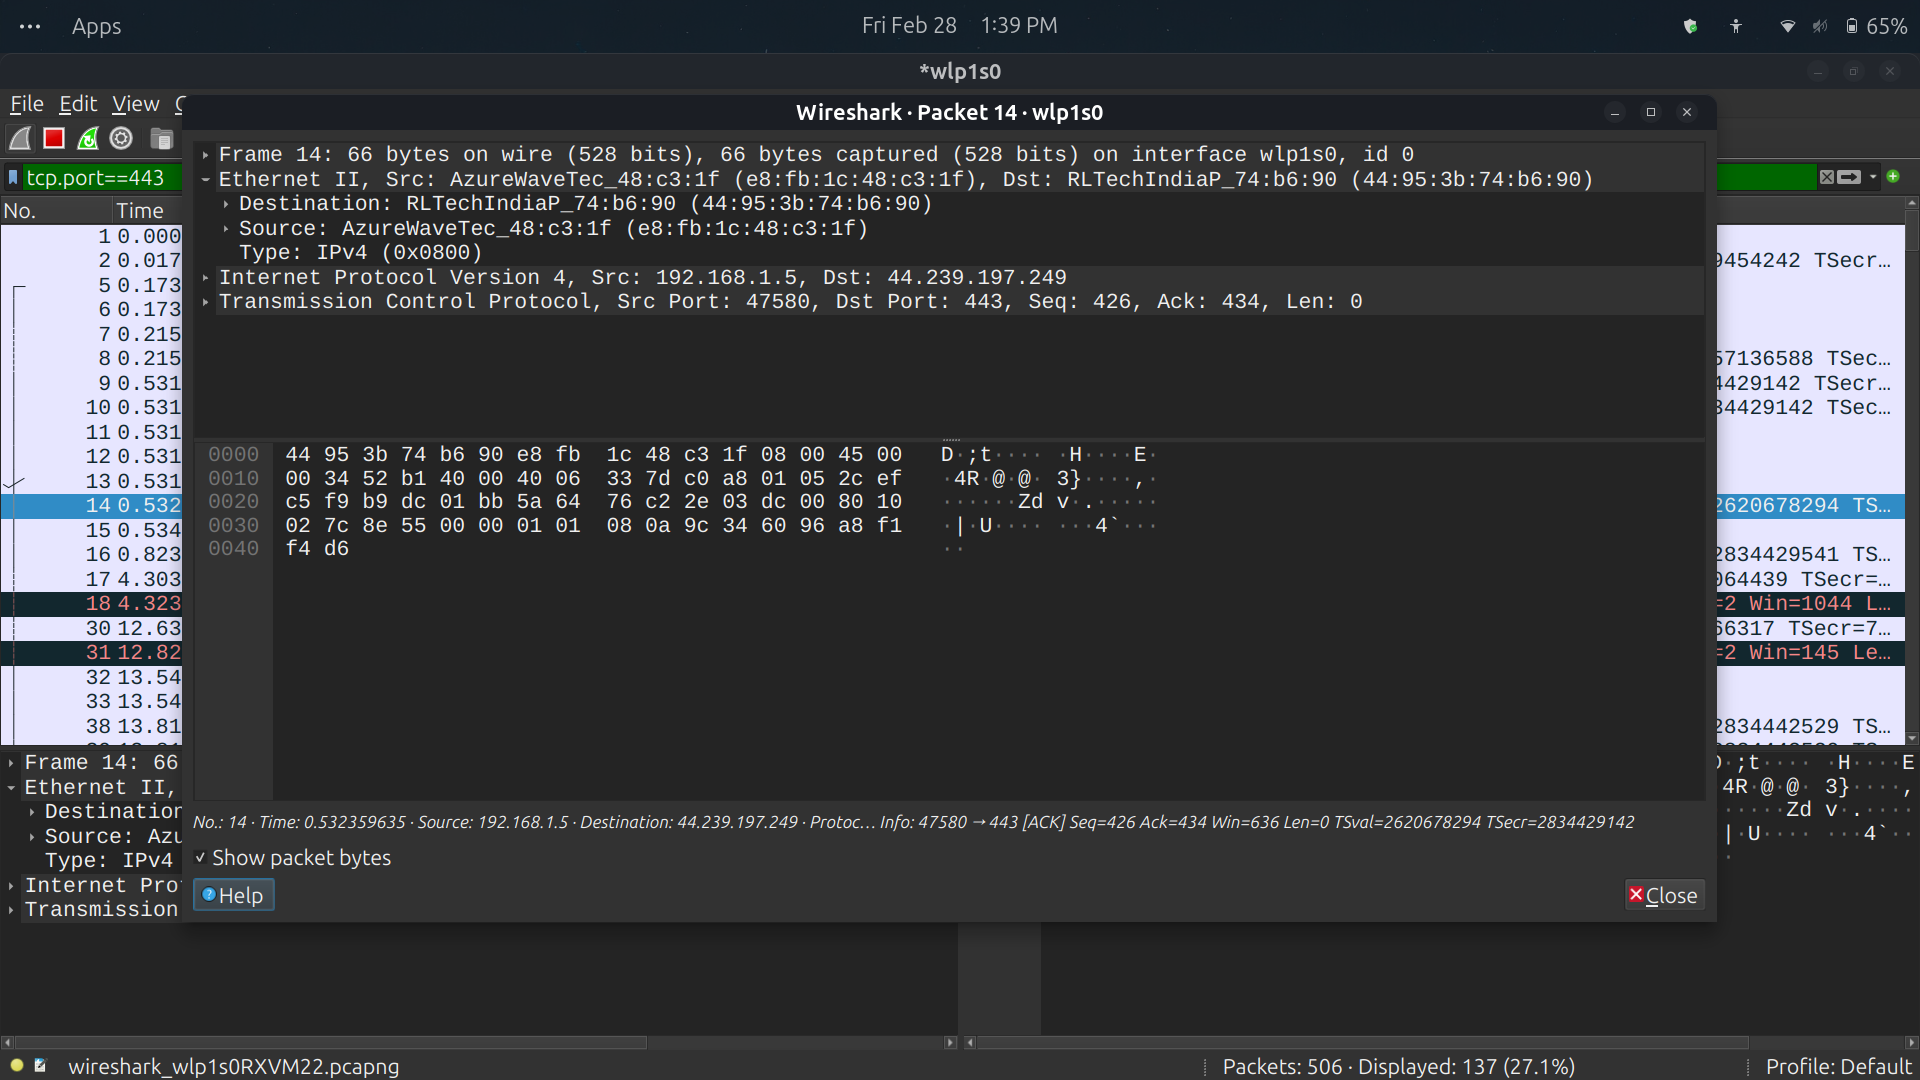 Apps
Fri Feb 28 1:39 PM
65%
*wlp1s0
File Edit View
Wireshark · Packet 14 · wlp1s0
tcp.port==443
No. Time
1 0.000
2 0.017
5 0.173
6 0.173
7 0.215
8 0.215
9 0.531
10 0.531
11 0.531
12 0.531
13 0.531
14 0.532
15 0.534
16 0.823
17 4.303
18 4.323
30 12.63
31 12.82
32 13.54
33 13.54
38 13.81
Frame 14: 66 bytes on wire (528 bits), 66 bytes captured (528 bits) on interface wlp1s0, id 0
Ethernet II, Src: AzureWaveTec_48:c3:1f (e8:fb:1c:48:c3:1f), Dst: RLTechIndiaP_74:b6:90 (44:95:3b:74:b6:90)
Destination: RLTechIndiaP_74:b6:90 (44:95:3b:74:b6:90)
Source: AzureWaveTec_48:c3:1f (e8:fb:1c:48:c3:1f)
Type: IPv4 (0x0800)
Internet Protocol Version 4, Src: 192.168.1.5, Dst: 44.239.197.249
Transmission Control Protocol, Src Port: 47580, Dst Port: 443, Seq: 426, Ack: 434, Len: 0
0000 44 95 3b 74 b6 90 e8 fb 1c 48 c3 1f 08 00 45 00 D·;t···· ·H····E·
0010 00 34 52 b1 40 00 40 06 33 7d c0 a8 01 05 2c ef ·4R·@·@· 3}····,·
0020 c5 f9 b9 dc 01 bb 5a 64 76 c2 2e 03 dc 00 80 10 ······Zd v·.·····
0030 02 7c 8e 55 00 00 01 01 08 0a 9c 34 60 96 a8 f1 ·|·U···· ···4`···
0040 f4 d6 ··
No.: 14 · Time: 0.532359635 · Source: 192.168.1.5 · Destination: 44.239.197.249 · Protoc… Info: 47580 → 443 [ACK] Seq=426 Ack=434 Win=636 Len=0 TSval=2620678294 TSecr=2834429142
Show packet bytes
Help
Close
9454242 TSecr…
57136588 TSec…
4429142 TSecr…
34429142 TSec…
2620678294 TS…
2834429541 TS…
064439 TSecr=…
=2 Win=1044 L…
66317 TSecr=7…
=2 Win=145 Le…
2834442529 TS…
Frame 14: 66
Ethernet II,
Destination
Source: Azu
Type: IPv4
Internet Pro
Transmission
·;t···· ·H····E
4R·@·@· 3}····,
·····Zd v·.····
|·U···· ···4`··
·
wireshark_wlp1s0RXVM22.pcapng
Packets: 506 · Displayed: 137 (27.1%)
Profile: Default